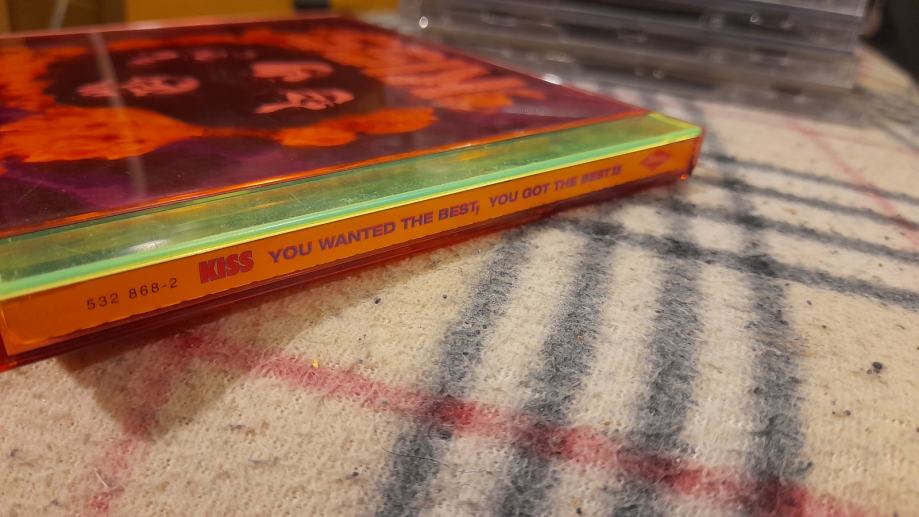 532 868-2 KISS YOU WANTED THE BEST, YOU GOT THE BEST!!